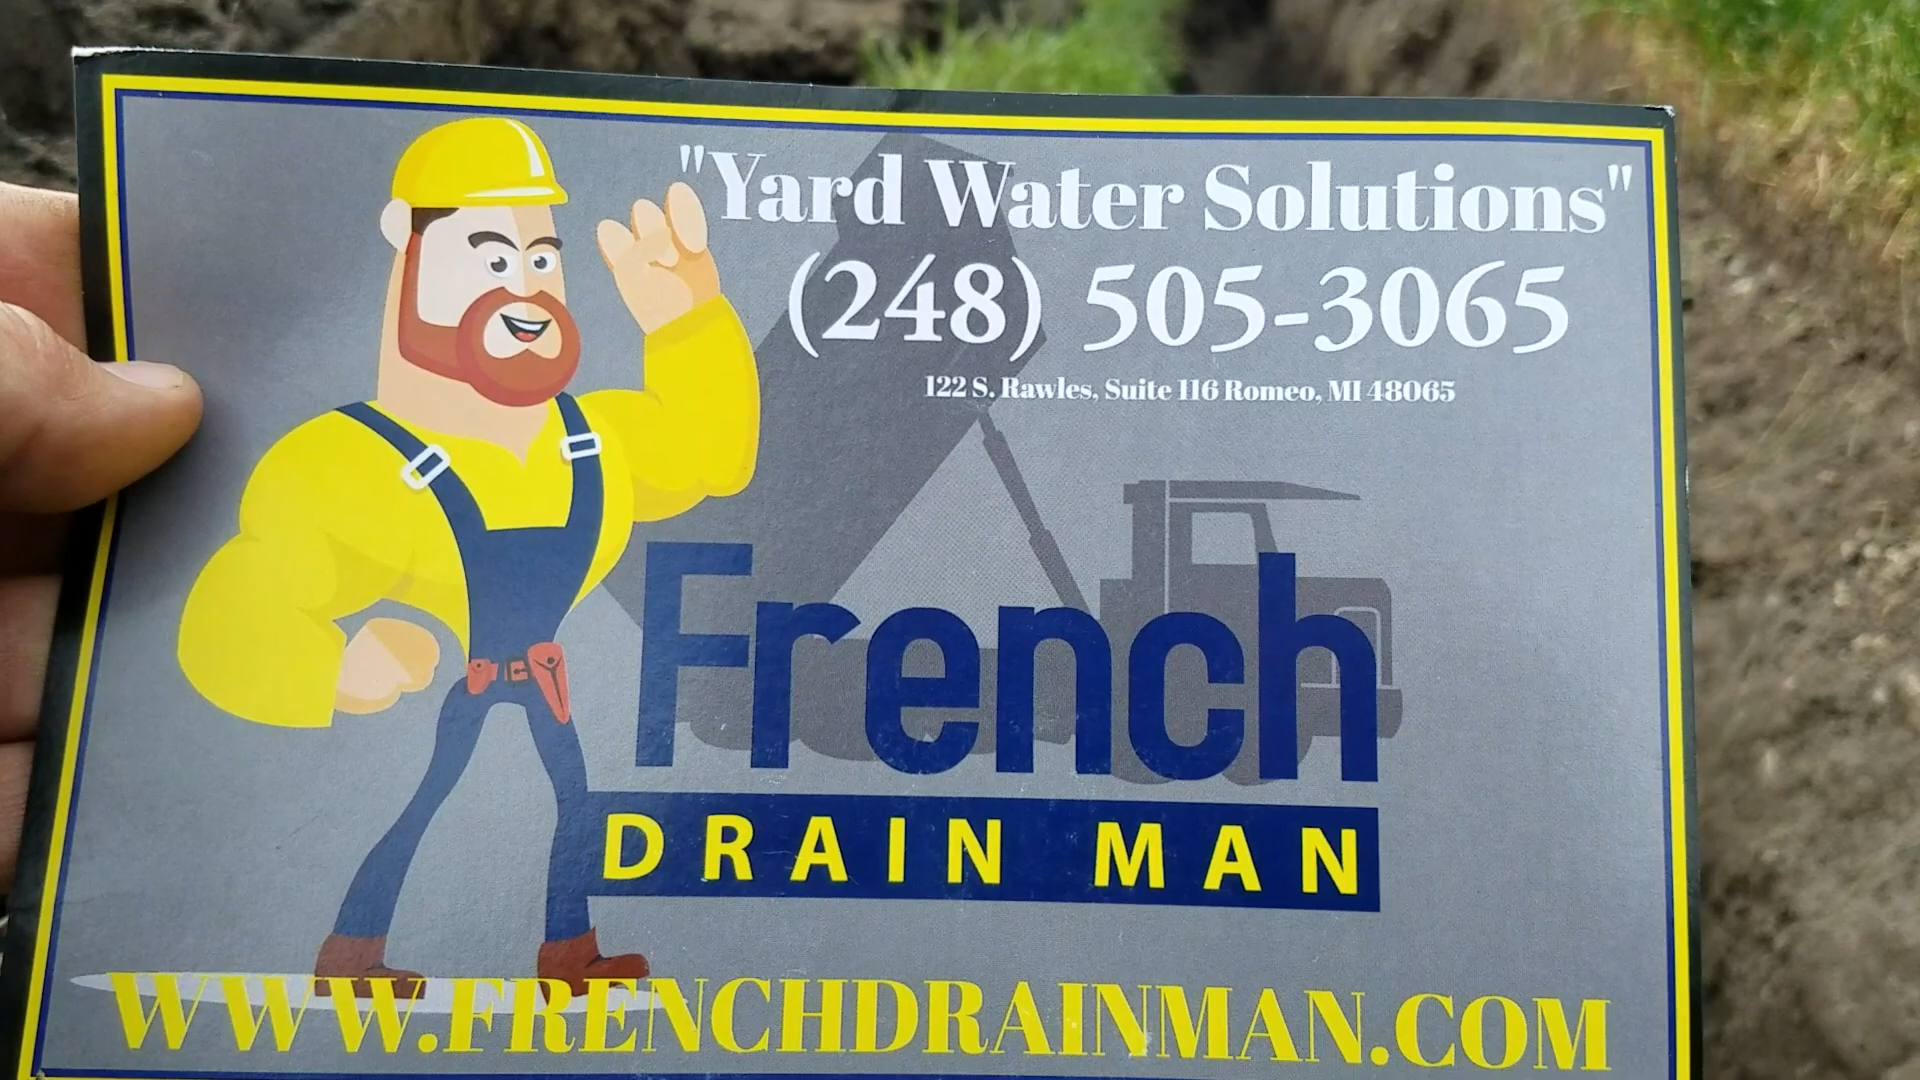 "Yard Water Solutions"
(248) 505-3065
122 S. Rawles, Suite 116 Romeo, MI 48065
French
DRAIN MAN
WWW.FRENCHDRAINMAN.COM